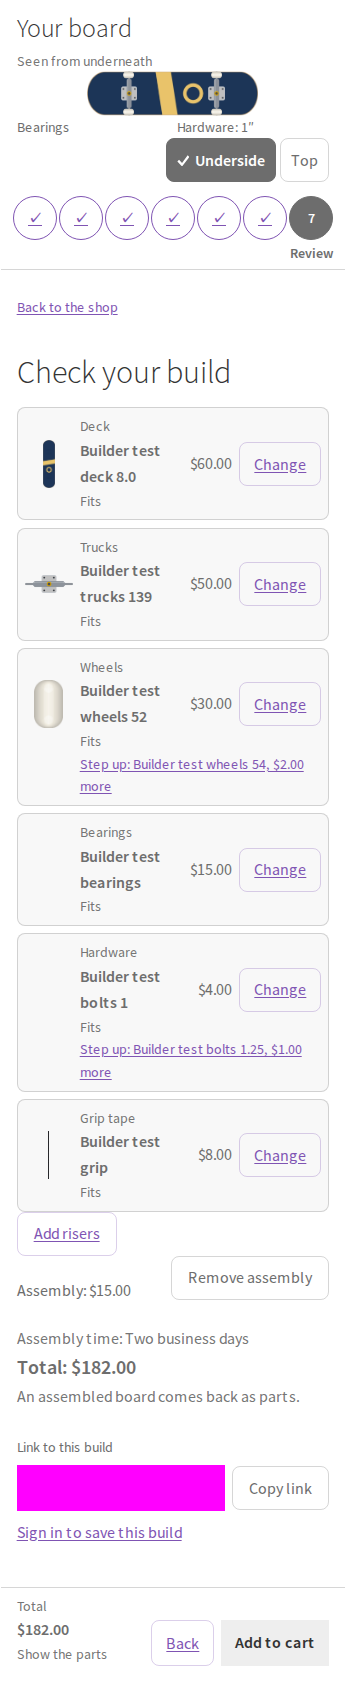 Your board
Seen from underneath
Bearings Hardware: 1"
✓ Underside Top
✓ ✓ ✓ ✓ ✓ ✓ 7
Review
Back to the shop
Check your build
Deck
Builder test
deck 8.0
$60.00 Change
Fits
Trucks
Builder test
trucks 139
$50.00 Change
Fits
Wheels
Builder test
wheels 52
$30.00 Change
Fits
Step up: Builder test wheels 54, $2.00
more
Bearings
Builder test
bearings
$15.00 Change
Fits
Hardware
Builder test
bolts 1
$4.00 Change
Fits
Step up: Builder test bolts 1.25, $1.00
more
Grip tape
Builder test
grip
$8.00 Change
Fits
Add risers
Assembly: $15.00 Remove assembly
Assembly time: Two business days
Total: $182.00
An assembled board comes back as parts.
Link to this build
Copy link
Sign in to save this build
Total
$182.00
Show the parts
Back Add to cart